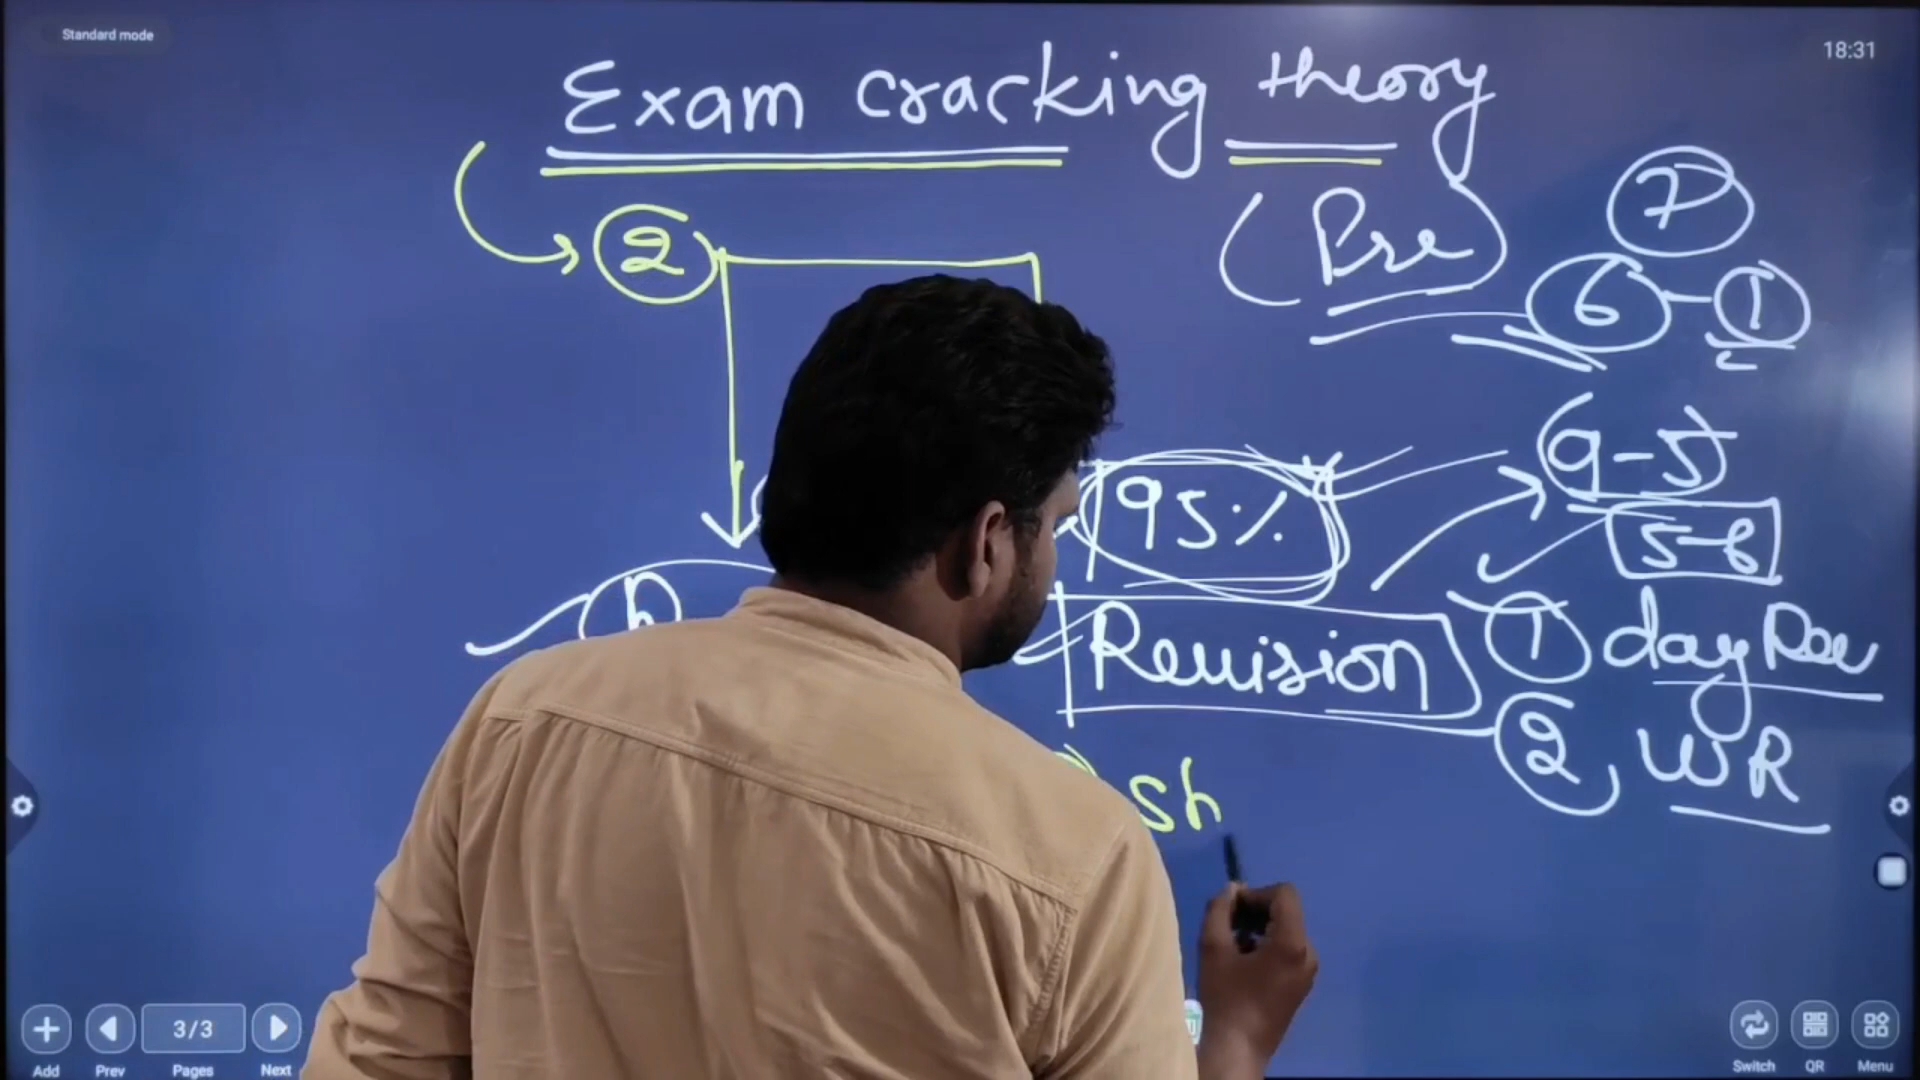 Standard mode
18:31
Exam cracking theory
(Pre)
7
6 - 1
2
9-5
95%
5-8
Revision
1 day Rev
2 WR
sh
3/3
Add Prev Pages Next
Switch QR Menu